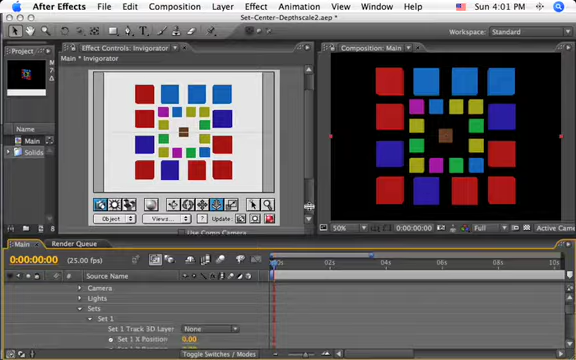 After Effects File Edit Composition Layer Effect Animation View Window Help Sun 4:01 PM
Set-Center-Depthscale2.aep *
Workspace: Standard
Project
Effect Controls: Invigorator
Composition: Main
Main * Invigorator
Name
Main
Solids
Object
Views...
?
Update
Use Comp Camera
50%
0:00:00:00
Full
Active Came
Main
Render Queue
0:00:00:00
(25.00 fps)
02s 04s 06s 08s 10s
# Source Name
Camera
Lights
Sets
Set 1
Set 1 Track 3D Layer None
Set 1 X Position 0.00
Toggle Switches / Modes